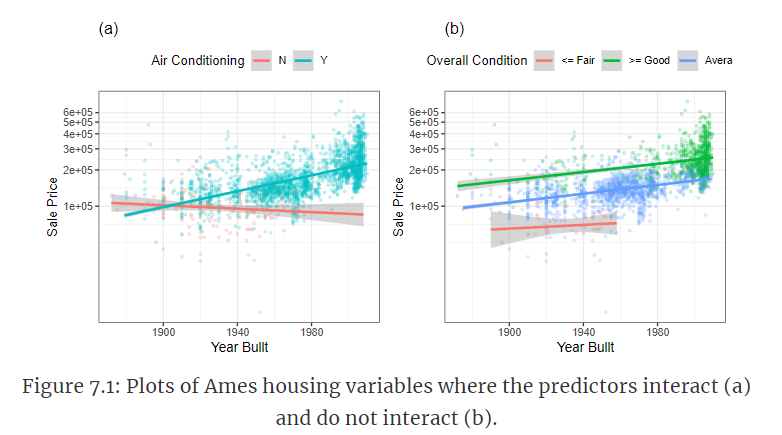 (a)
Air Conditioning N Y
6e+05
5e+05
4e+05
3e+05
2e+05
1e+05
Sale Price
1900 1940 1980
Year Built
(b)
Overall Condition <= Fair >= Good Avera
6e+05
5e+05
4e+05
3e+05
2e+05
1e+05
Sale Price
1900 1940 1980
Year Built
Figure 7.1: Plots of Ames housing variables where the predictors interact (a)
and do not interact (b).